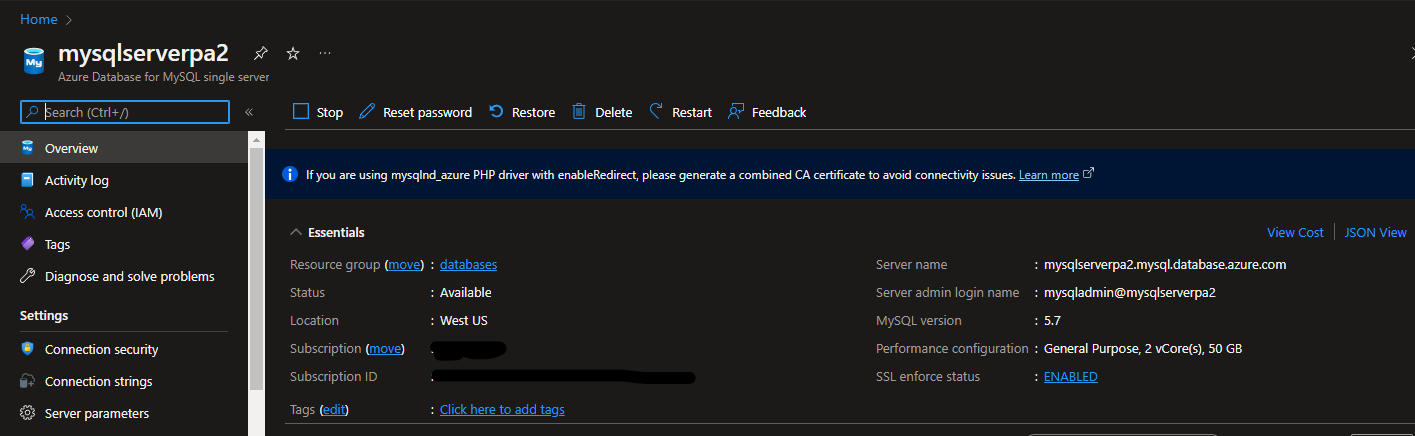 Home >
mysqlserverpa2 ...
Azure Database for MySQL single server
Search (Ctrl+/) «
Stop Reset password Restore Delete Restart Feedback
Overview
Activity log
Access control (IAM)
Tags
Diagnose and solve problems
Settings
Connection security
Connection strings
Server parameters
If you are using mysqlnd_azure PHP driver with enableRedirect, please generate a combined CA certificate to avoid connectivity issues. Learn more
Essentials
View Cost JSON View
Resource group (move) : databases
Status : Available
Location : West US
Subscription (move) :
Subscription ID :
Tags (edit) : Click here to add tags
Server name : mysqlserverpa2.mysql.database.azure.com
Server admin login name : mysqladmin@mysqlserverpa2
MySQL version : 5.7
Performance configuration : General Purpose, 2 vCore(s), 50 GB
SSL enforce status : ENABLED